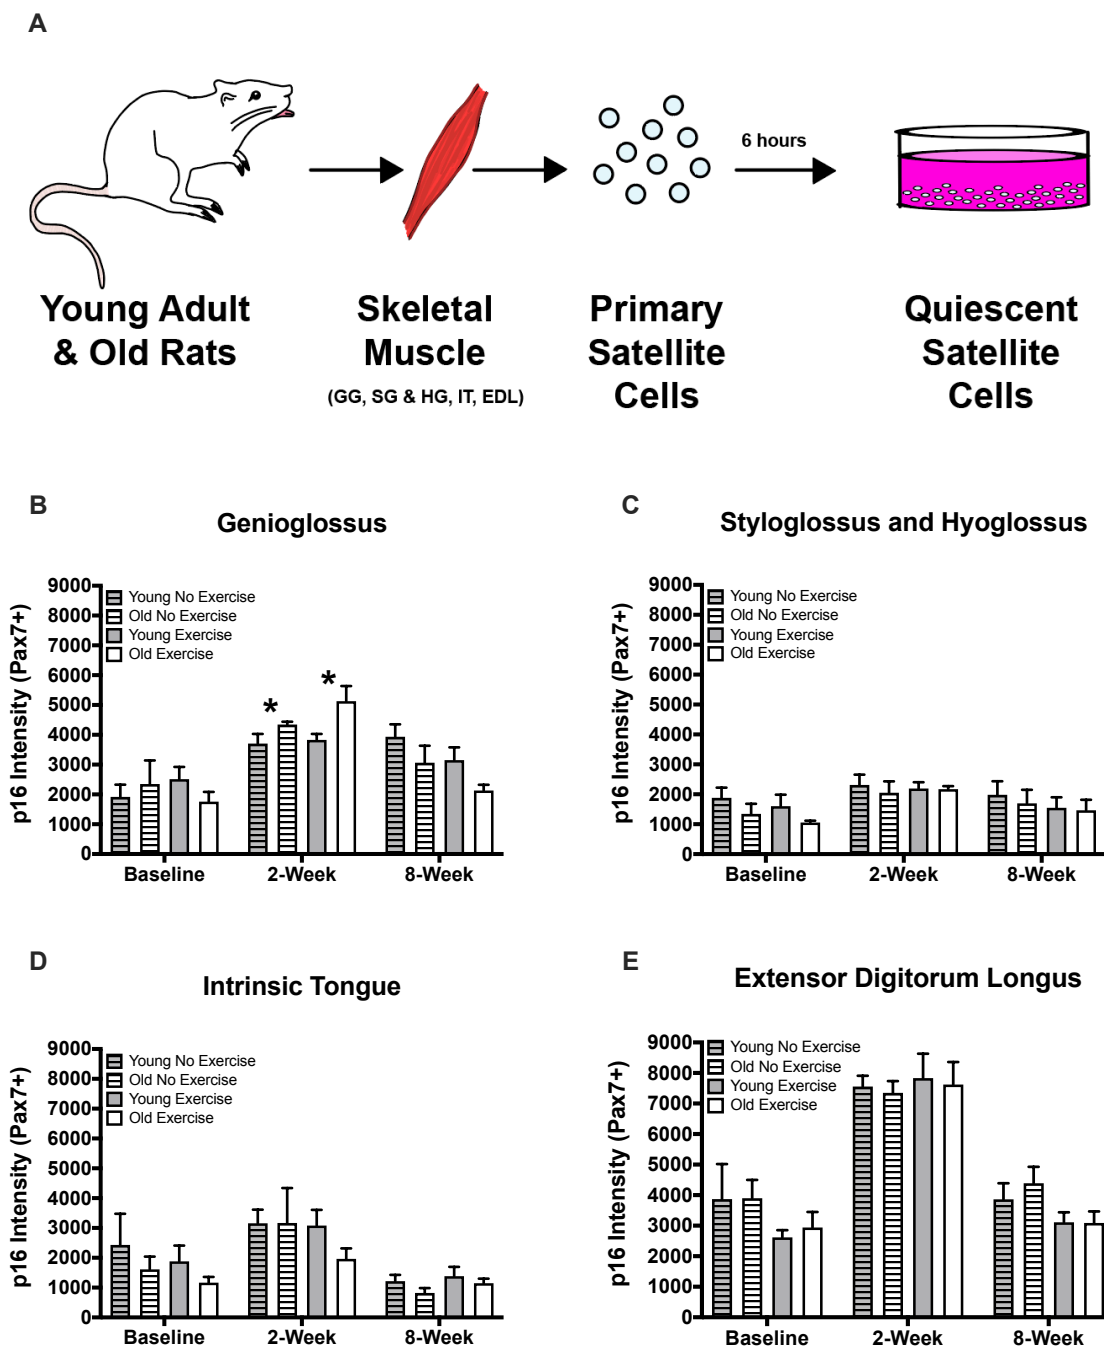 A
6 hours
Young Adult
& Old Rats
Skeletal
Muscle
(GG, SG & HG, IT, EDL)
Primary
Satellite
Cells
Quiescent
Satellite
Cells
B
Genioglossus
p16 Intensity (Pax7+)
9000
8000
7000
6000
5000
4000
3000
2000
1000
0
Young No Exercise
Old No Exercise
Young Exercise
Old Exercise
*
*
Baseline
2-Week
8-Week
C
Styloglossus and Hyoglossus
p16 Intensity (Pax7+)
9000
8000
7000
6000
5000
4000
3000
2000
1000
0
Young No Exercise
Old No Exercise
Young Exercise
Old Exercise
Baseline
2-Week
8-Week
D
Intrinsic Tongue
p16 Intensity (Pax7+)
9000
8000
7000
6000
5000
4000
3000
2000
1000
0
Young No Exercise
Old No Exercise
Young Exercise
Old Exercise
Baseline
2-Week
8-Week
E
Extensor Digitorum Longus
p16 Intensity (Pax7+)
9000
8000
7000
6000
5000
4000
3000
2000
1000
0
Young No Exercise
Old No Exercise
Young Exercise
Old Exercise
Baseline
2-Week
8-Week